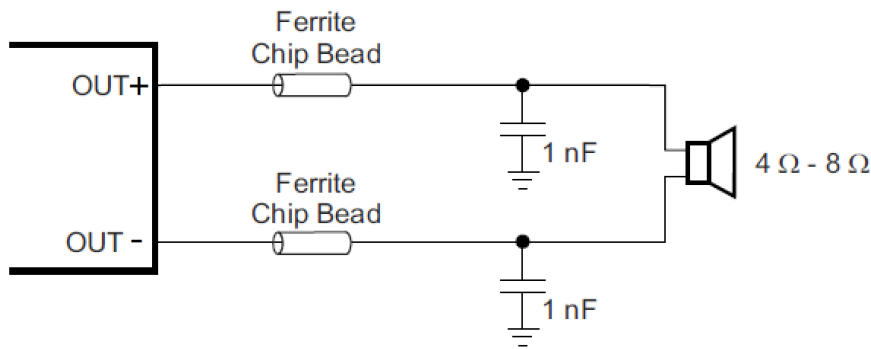 Ferrite
Chip Bead
OUT+
1 nF
4 Ω - 8 Ω
Ferrite
Chip Bead
OUT -
1 nF